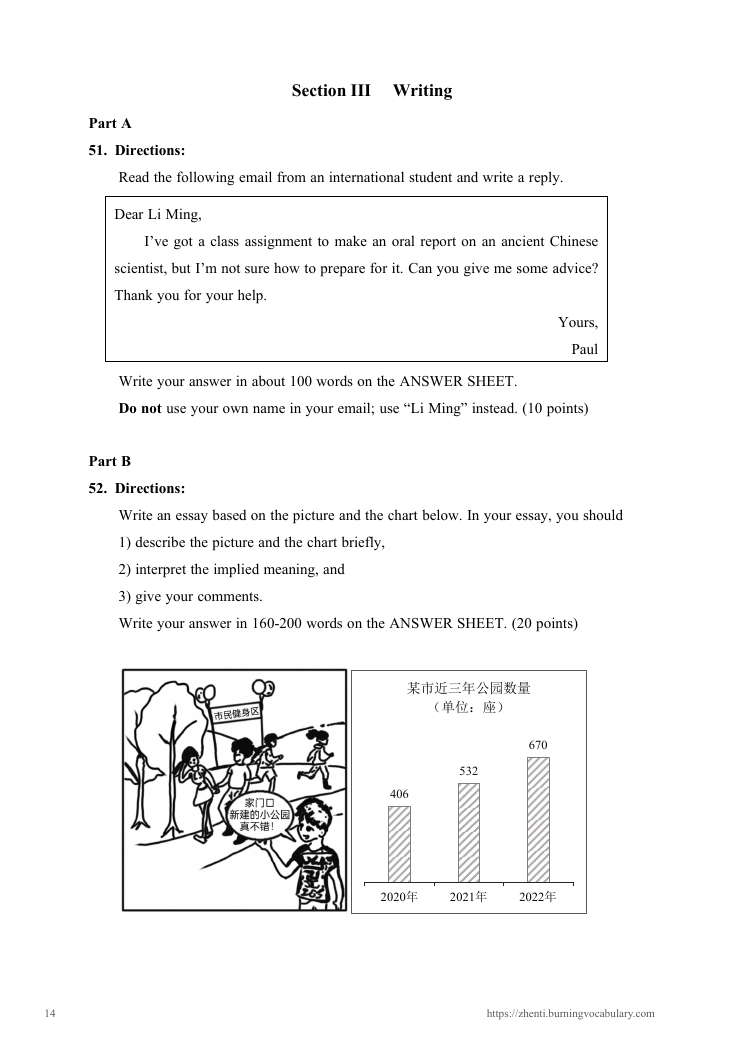 Section III Writing
Part A
51. Directions:
Read the following email from an international student and write a reply.
Dear Li Ming,
I’ve got a class assignment to make an oral report on an ancient Chinese
scientist, but I’m not sure how to prepare for it. Can you give me some advice?
Thank you for your help.
Yours,
Paul
Write your answer in about 100 words on the ANSWER SHEET.
Do not use your own name in your email; use “Li Ming” instead. (10 points)
Part B
52. Directions:
Write an essay based on the picture and the chart below. In your essay, you should
1) describe the picture and the chart briefly,
2) interpret the implied meaning, and
3) give your comments.
Write your answer in 160-200 words on the ANSWER SHEET. (20 points)
市民健身区
家门口
新建的小公园
真不错!
某市近三年公园数量
（单位：座）
406
532
670
2020年
2021年
2022年
14
https://zhenti.burningvocabulary.com